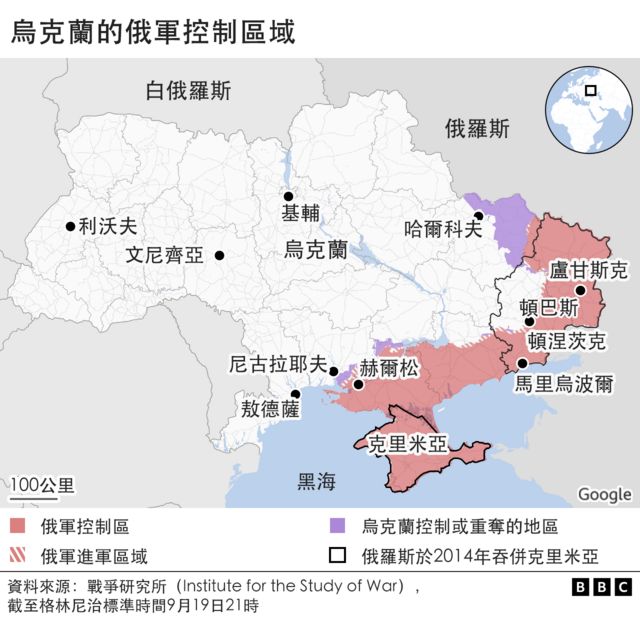 烏克蘭的俄軍控制區域
白俄羅斯
俄羅斯
基輔
利沃夫
哈爾科夫
文尼齊亞
烏克蘭
盧甘斯克
頓巴斯
頓涅茨克
尼古拉耶夫
赫爾松
馬里烏波爾
敖德薩
克里米亞
黑海
100公里
Google
俄軍控制區
烏克蘭控制或重奪的地區
俄軍進軍區域
俄羅斯於2014年吞併克里米亞
資料來源：戰爭研究所（Institute for the Study of War），
截至格林尼治標準時間9月19日21時
BBC